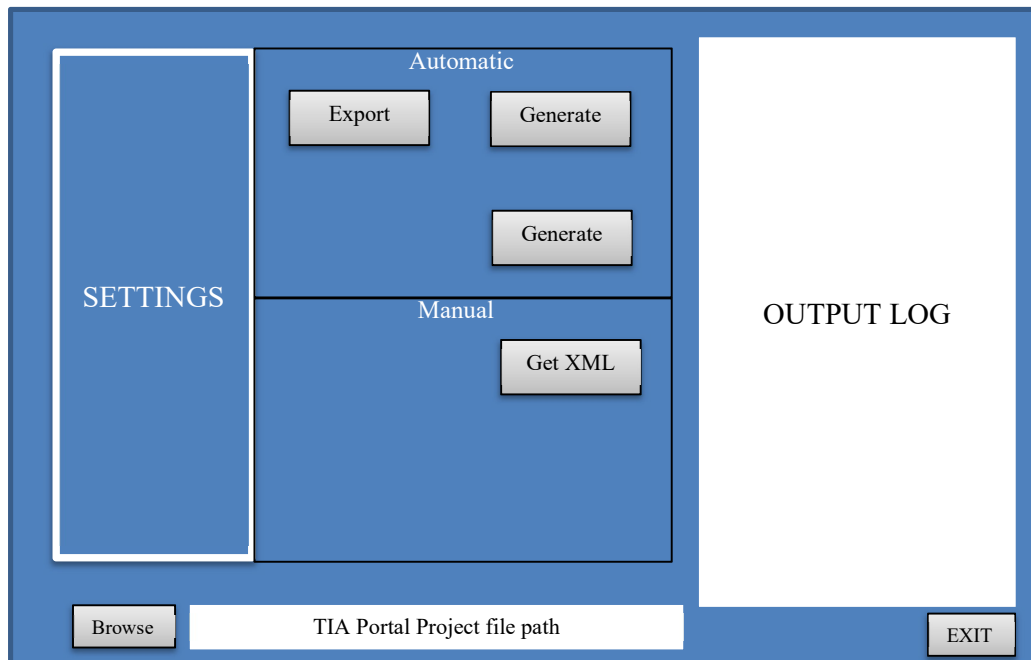 Automatic
Export
Generate
Generate
SETTINGS
Manual
Get XML
OUTPUT LOG
Browse
TIA Portal Project file path
EXIT